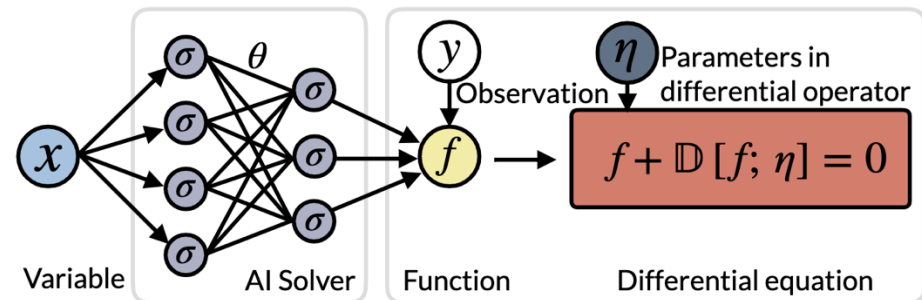 x
σ
σ
σ
σ
θ
σ
σ
σ
y
Observation
f
η
Parameters in
differential operator
f + 𝔻 [f; η] = 0
Variable
AI Solver
Function
Differential equation